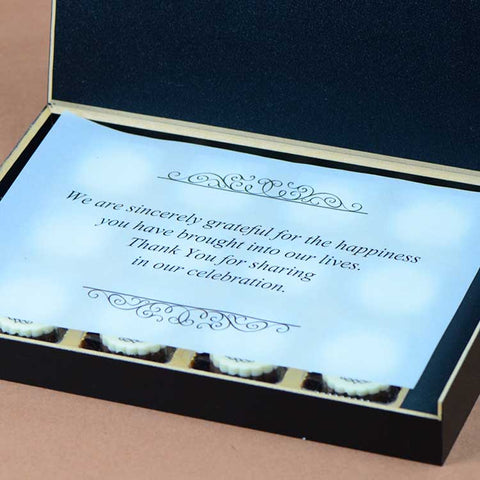 We are sincerely grateful for the happiness
you have brought into our lives.
Thank You for sharing
in our celebration.